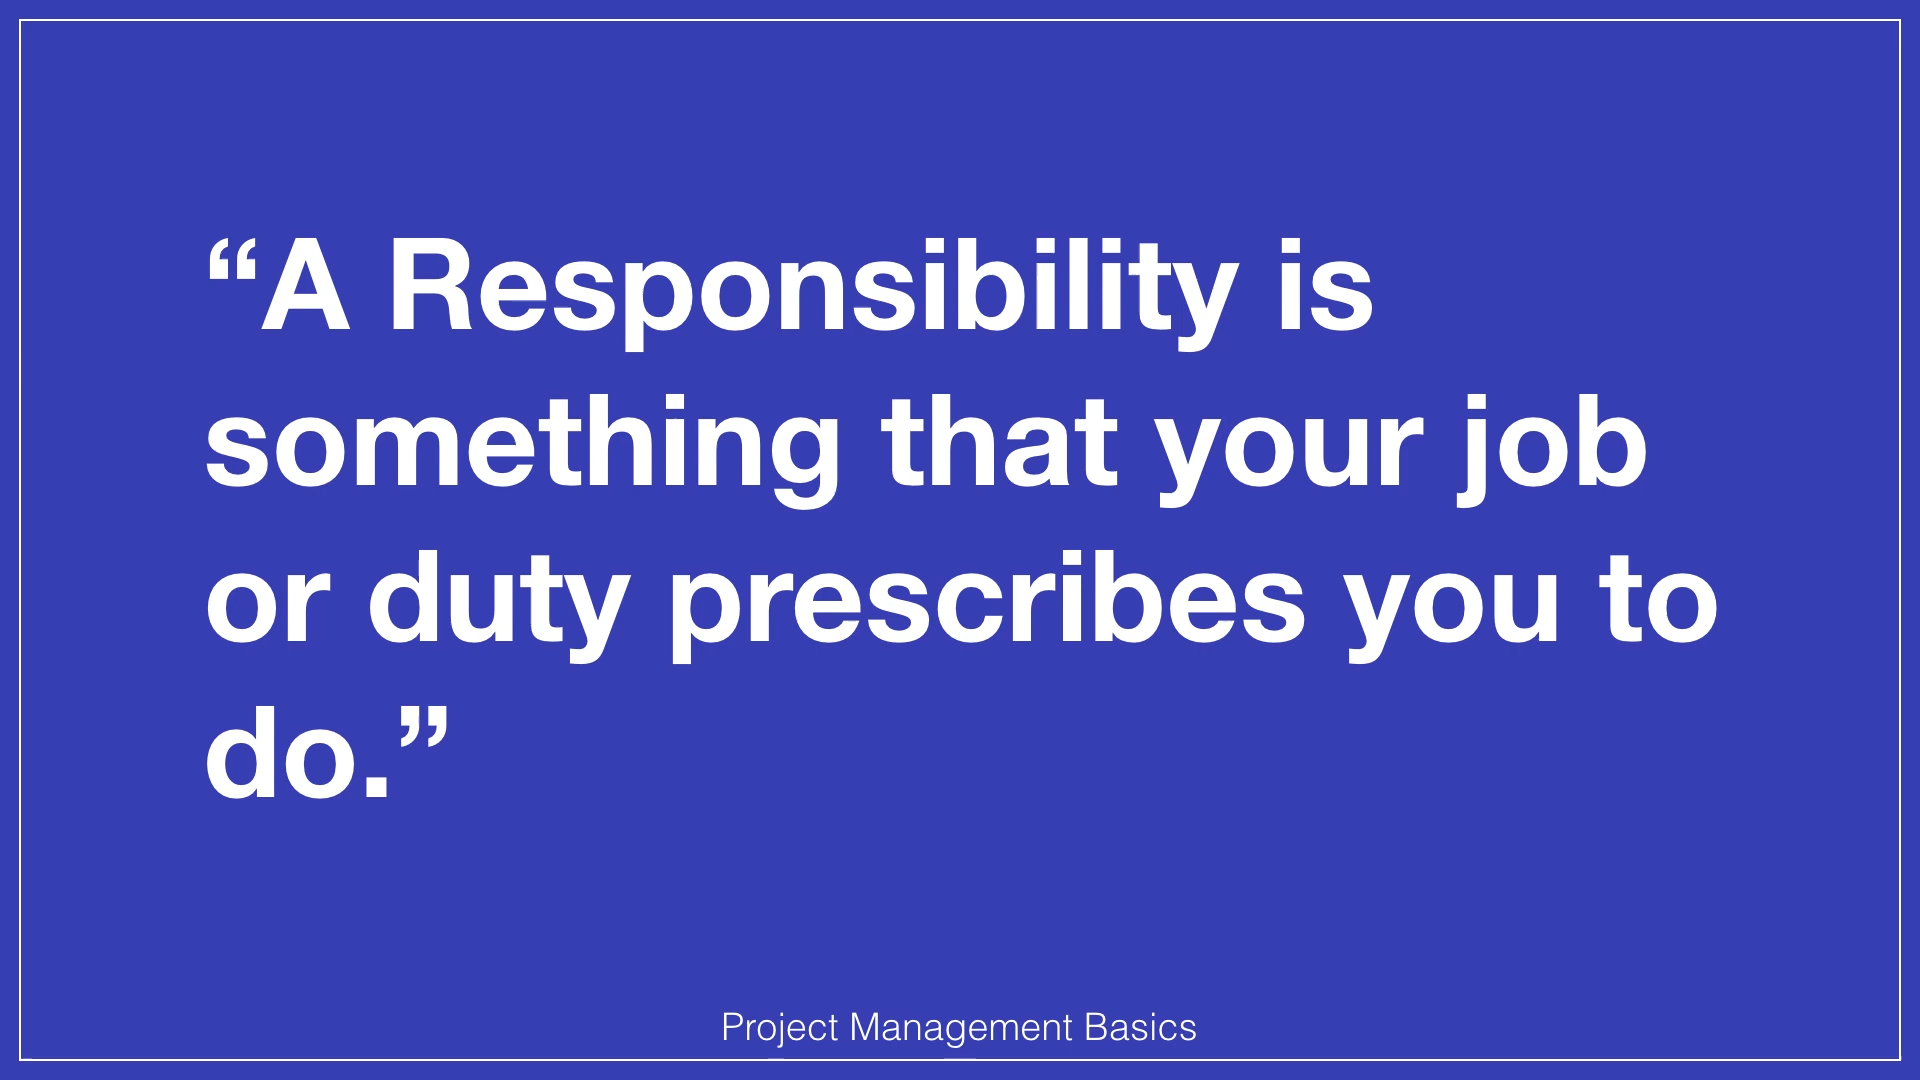 “A Responsibility is
something that your job
or duty prescribes you to
do.”
Project Management Basics